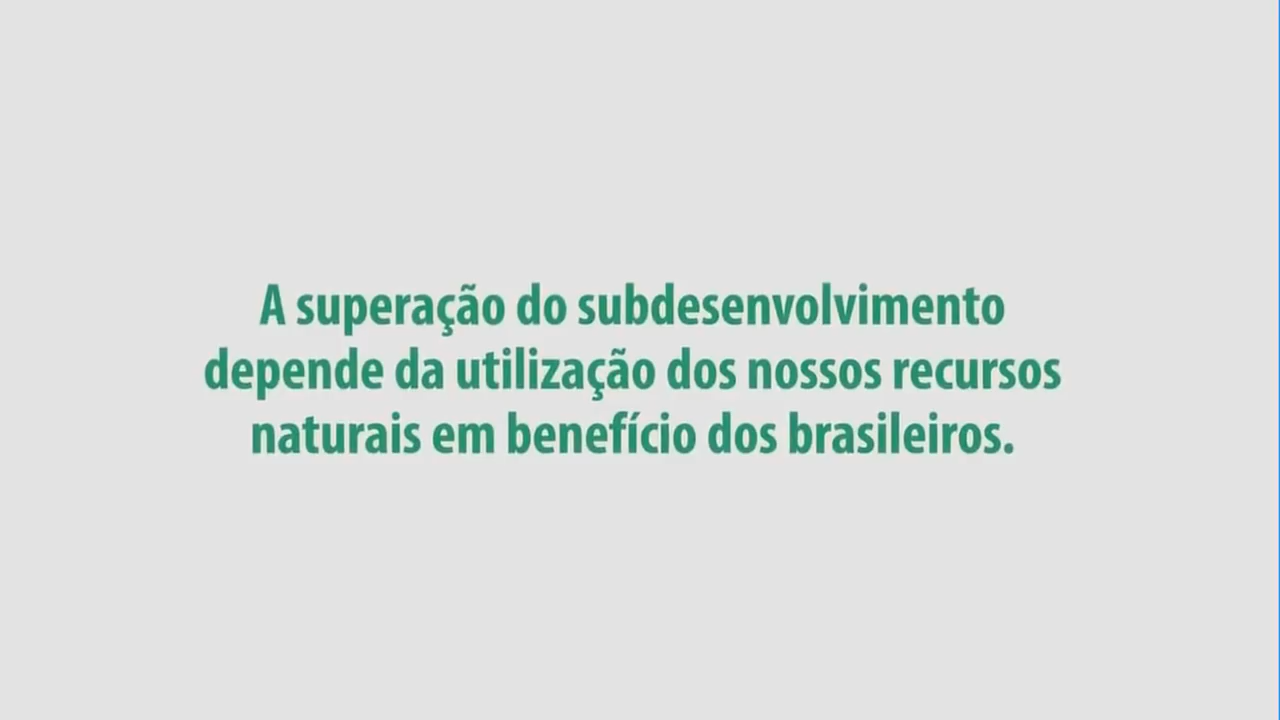 A superação do subdesenvolvimento
depende da utilização dos nossos recursos
naturais em benefício dos brasileiros.